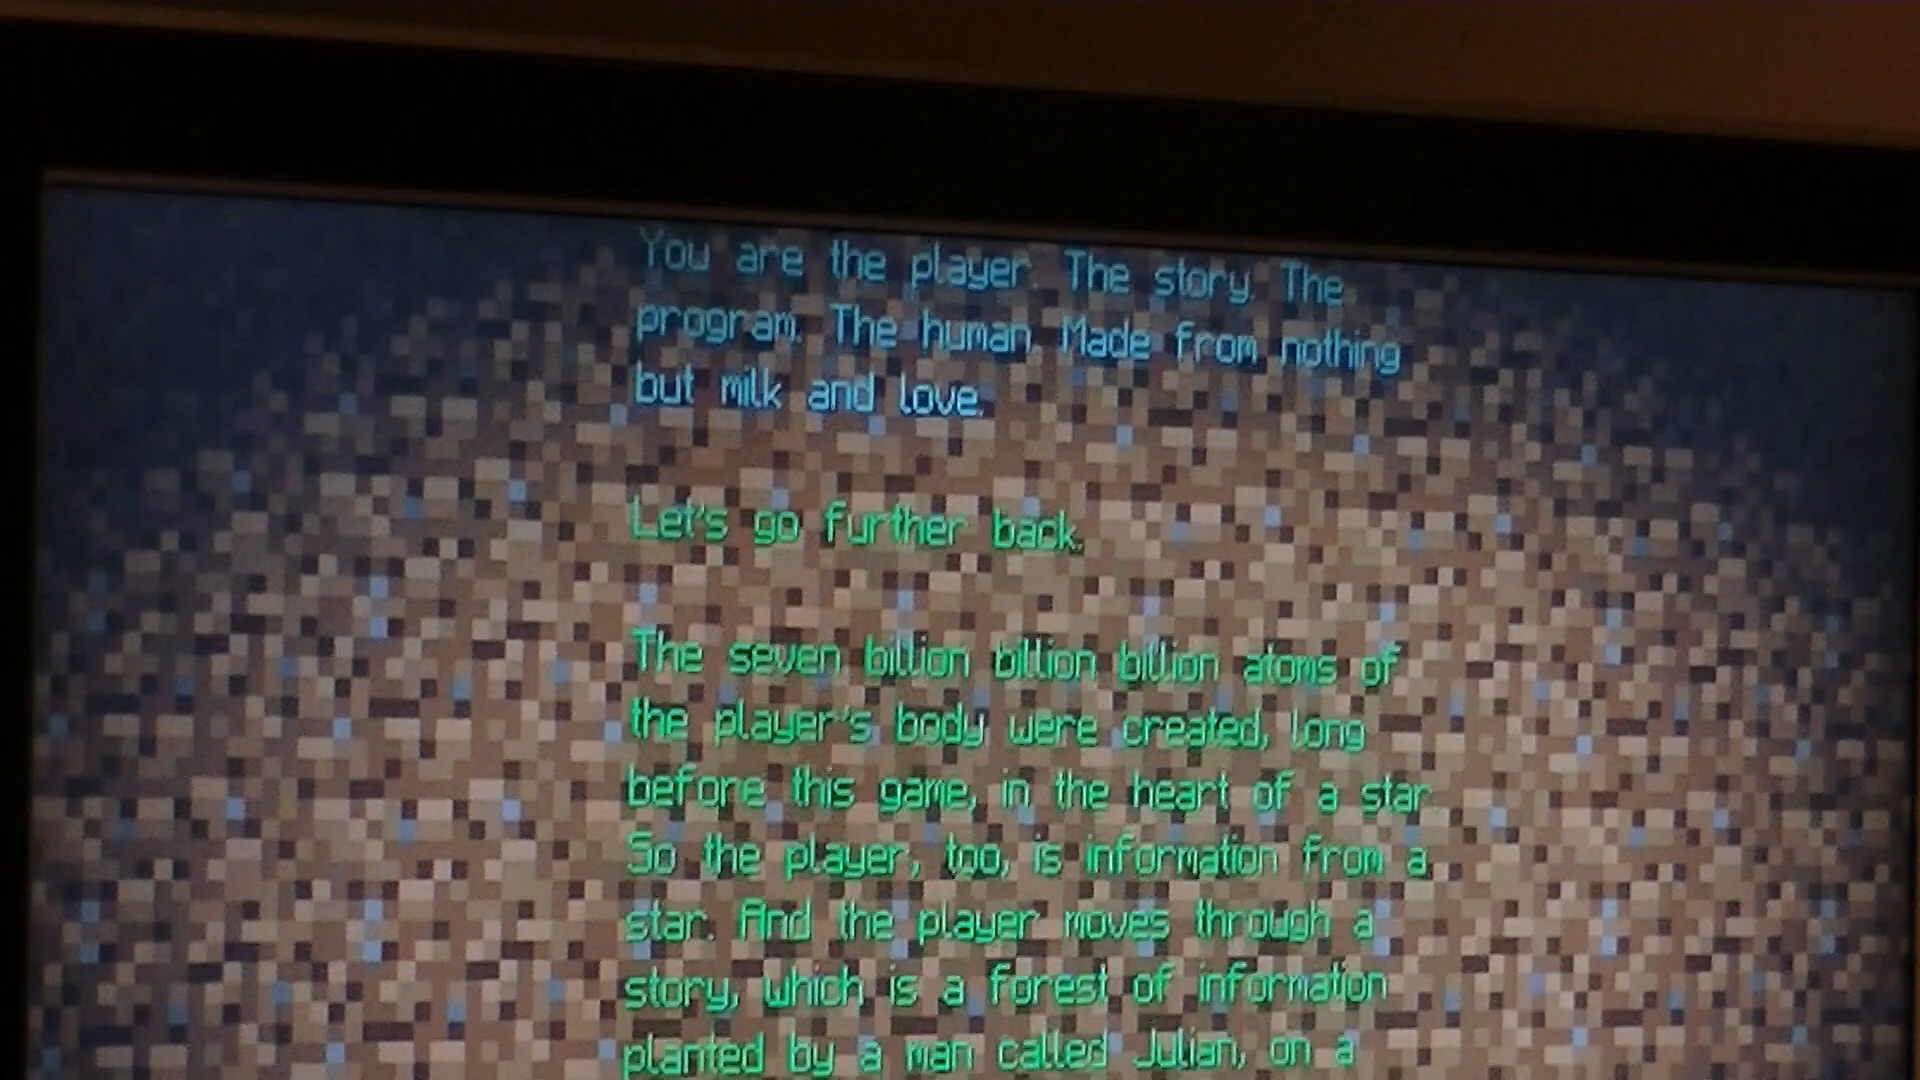 You are the player. The story. The
program. The human. Made from nothing
but milk and love.
Let's go further back.
The seven billion billion billion atoms of
the player's body were created, long
before this game, in the heart of a star.
So the player, too, is information from a
star. And the player moves through a
story, which is a forest of information
planted by a man called Julian, on a